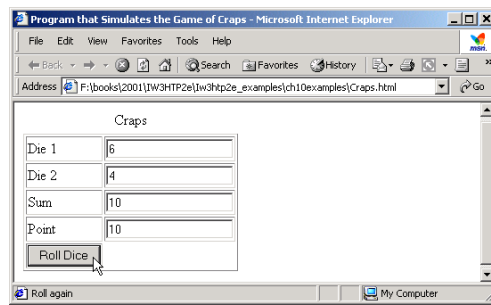 Program that Simulates the Game of Craps - Microsoft Internet Explorer
File Edit View Favorites Tools Help
msn.
Back Search Favorites History »
Address F:\books\2001\IW3HTP2e\Iw3htp2e_examples\ch10examples\Craps.html Go
Craps
Die 1 6
Die 2 4
Sum 10
Point 10
Roll Dice
Roll again My Computer